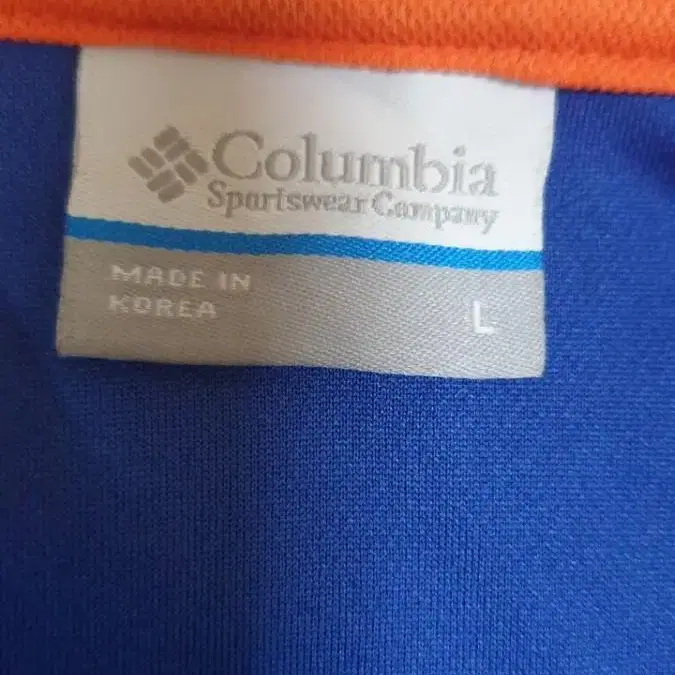 Columbia
Sportswear Company
MADE IN
KOREA
L